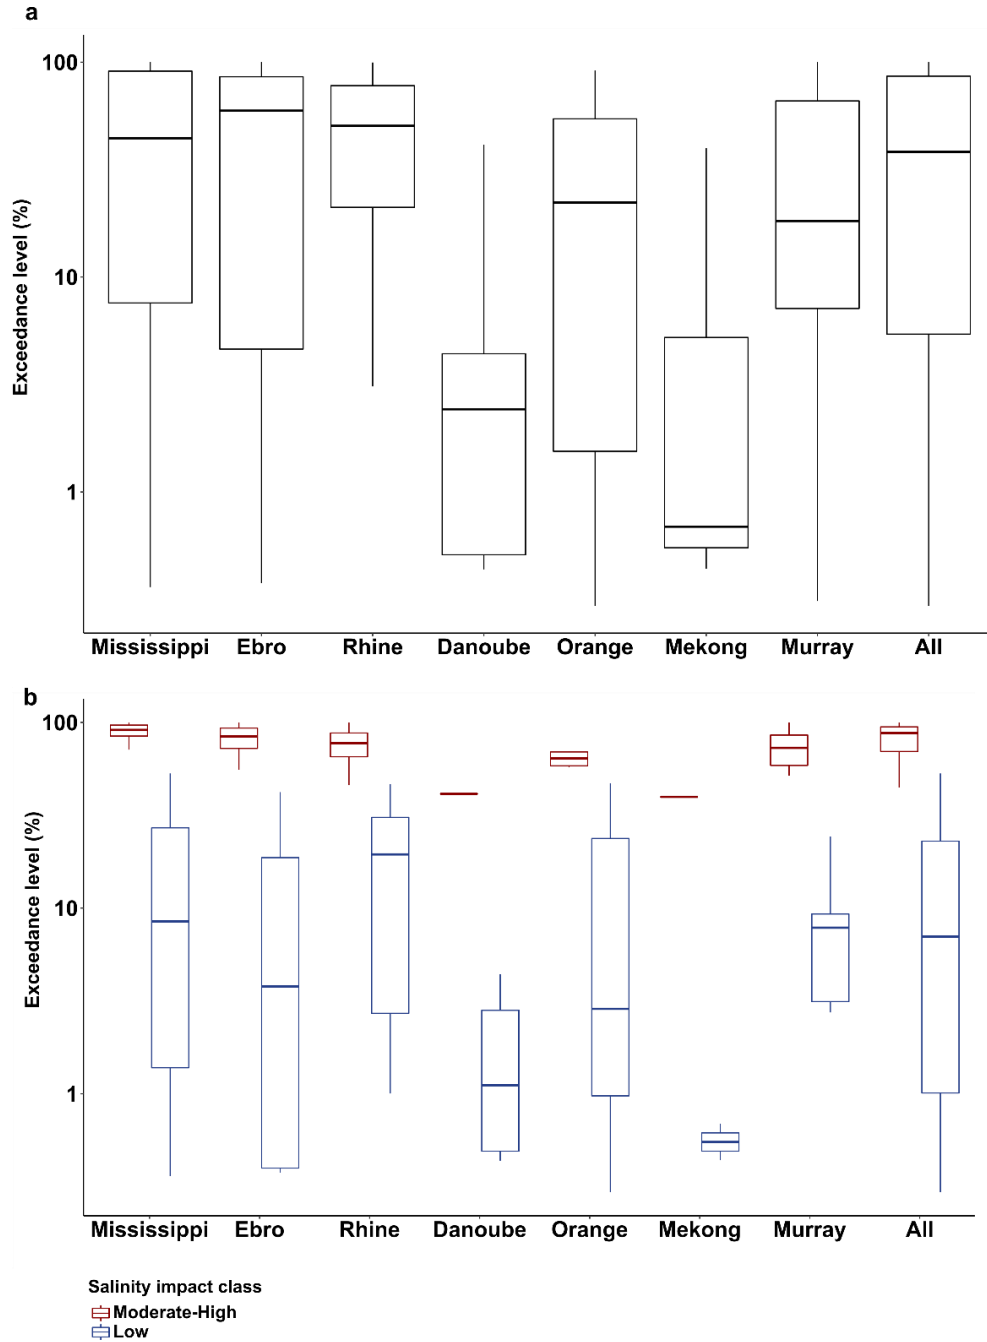 a
Exceedance level (%)
100
10
1
Mississippi Ebro Rhine Danoube Orange Mekong Murray All
b
Exceedance level (%)
100
10
1
Mississippi Ebro Rhine Danoube Orange Mekong Murray All
Salinity impact class
Moderate-High
Low